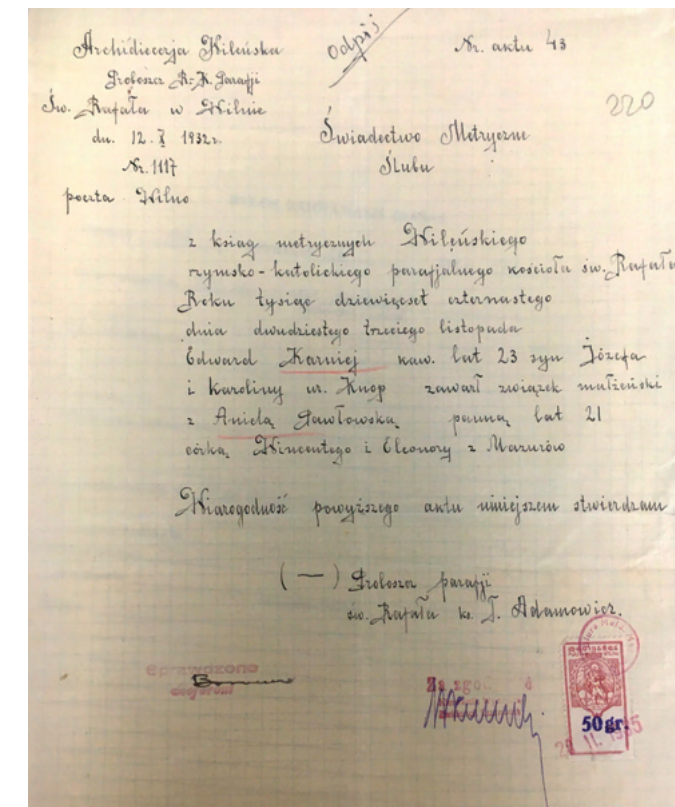 Archidiecezja Wileńska
Odpis
Nr. aktu 43
Proboszcz R.-K. Parafji
Św. Rafała w Wilnie
220
dn. 12.X 1932r.
Świadectwo Metryczne
Nr. 1117
Ślubu
poczta Wilno
z ksiąg metrycznych Wileńskiego
rzymsko-katolickiego parafjalnego kościoła św. Rafała
Roku tysiąc dziewięćset czternastego
dnia dwudziestego trzeciego listopada
Edward Karniej kaw. lat 23 syn Józefa
i Karoliny ur. Knop zawarł związek małżeński
z Anielą Pawłowską panną lat 21
córką Wincentego i Eleonory z Mazurów
Wiarogodność powyższego aktu niniejszem stwierdzam
(—) Proboszcz parafji
św. Rafała ks. J. Adamowicz.
Sprawdzono
Za zgodność
50 gr.